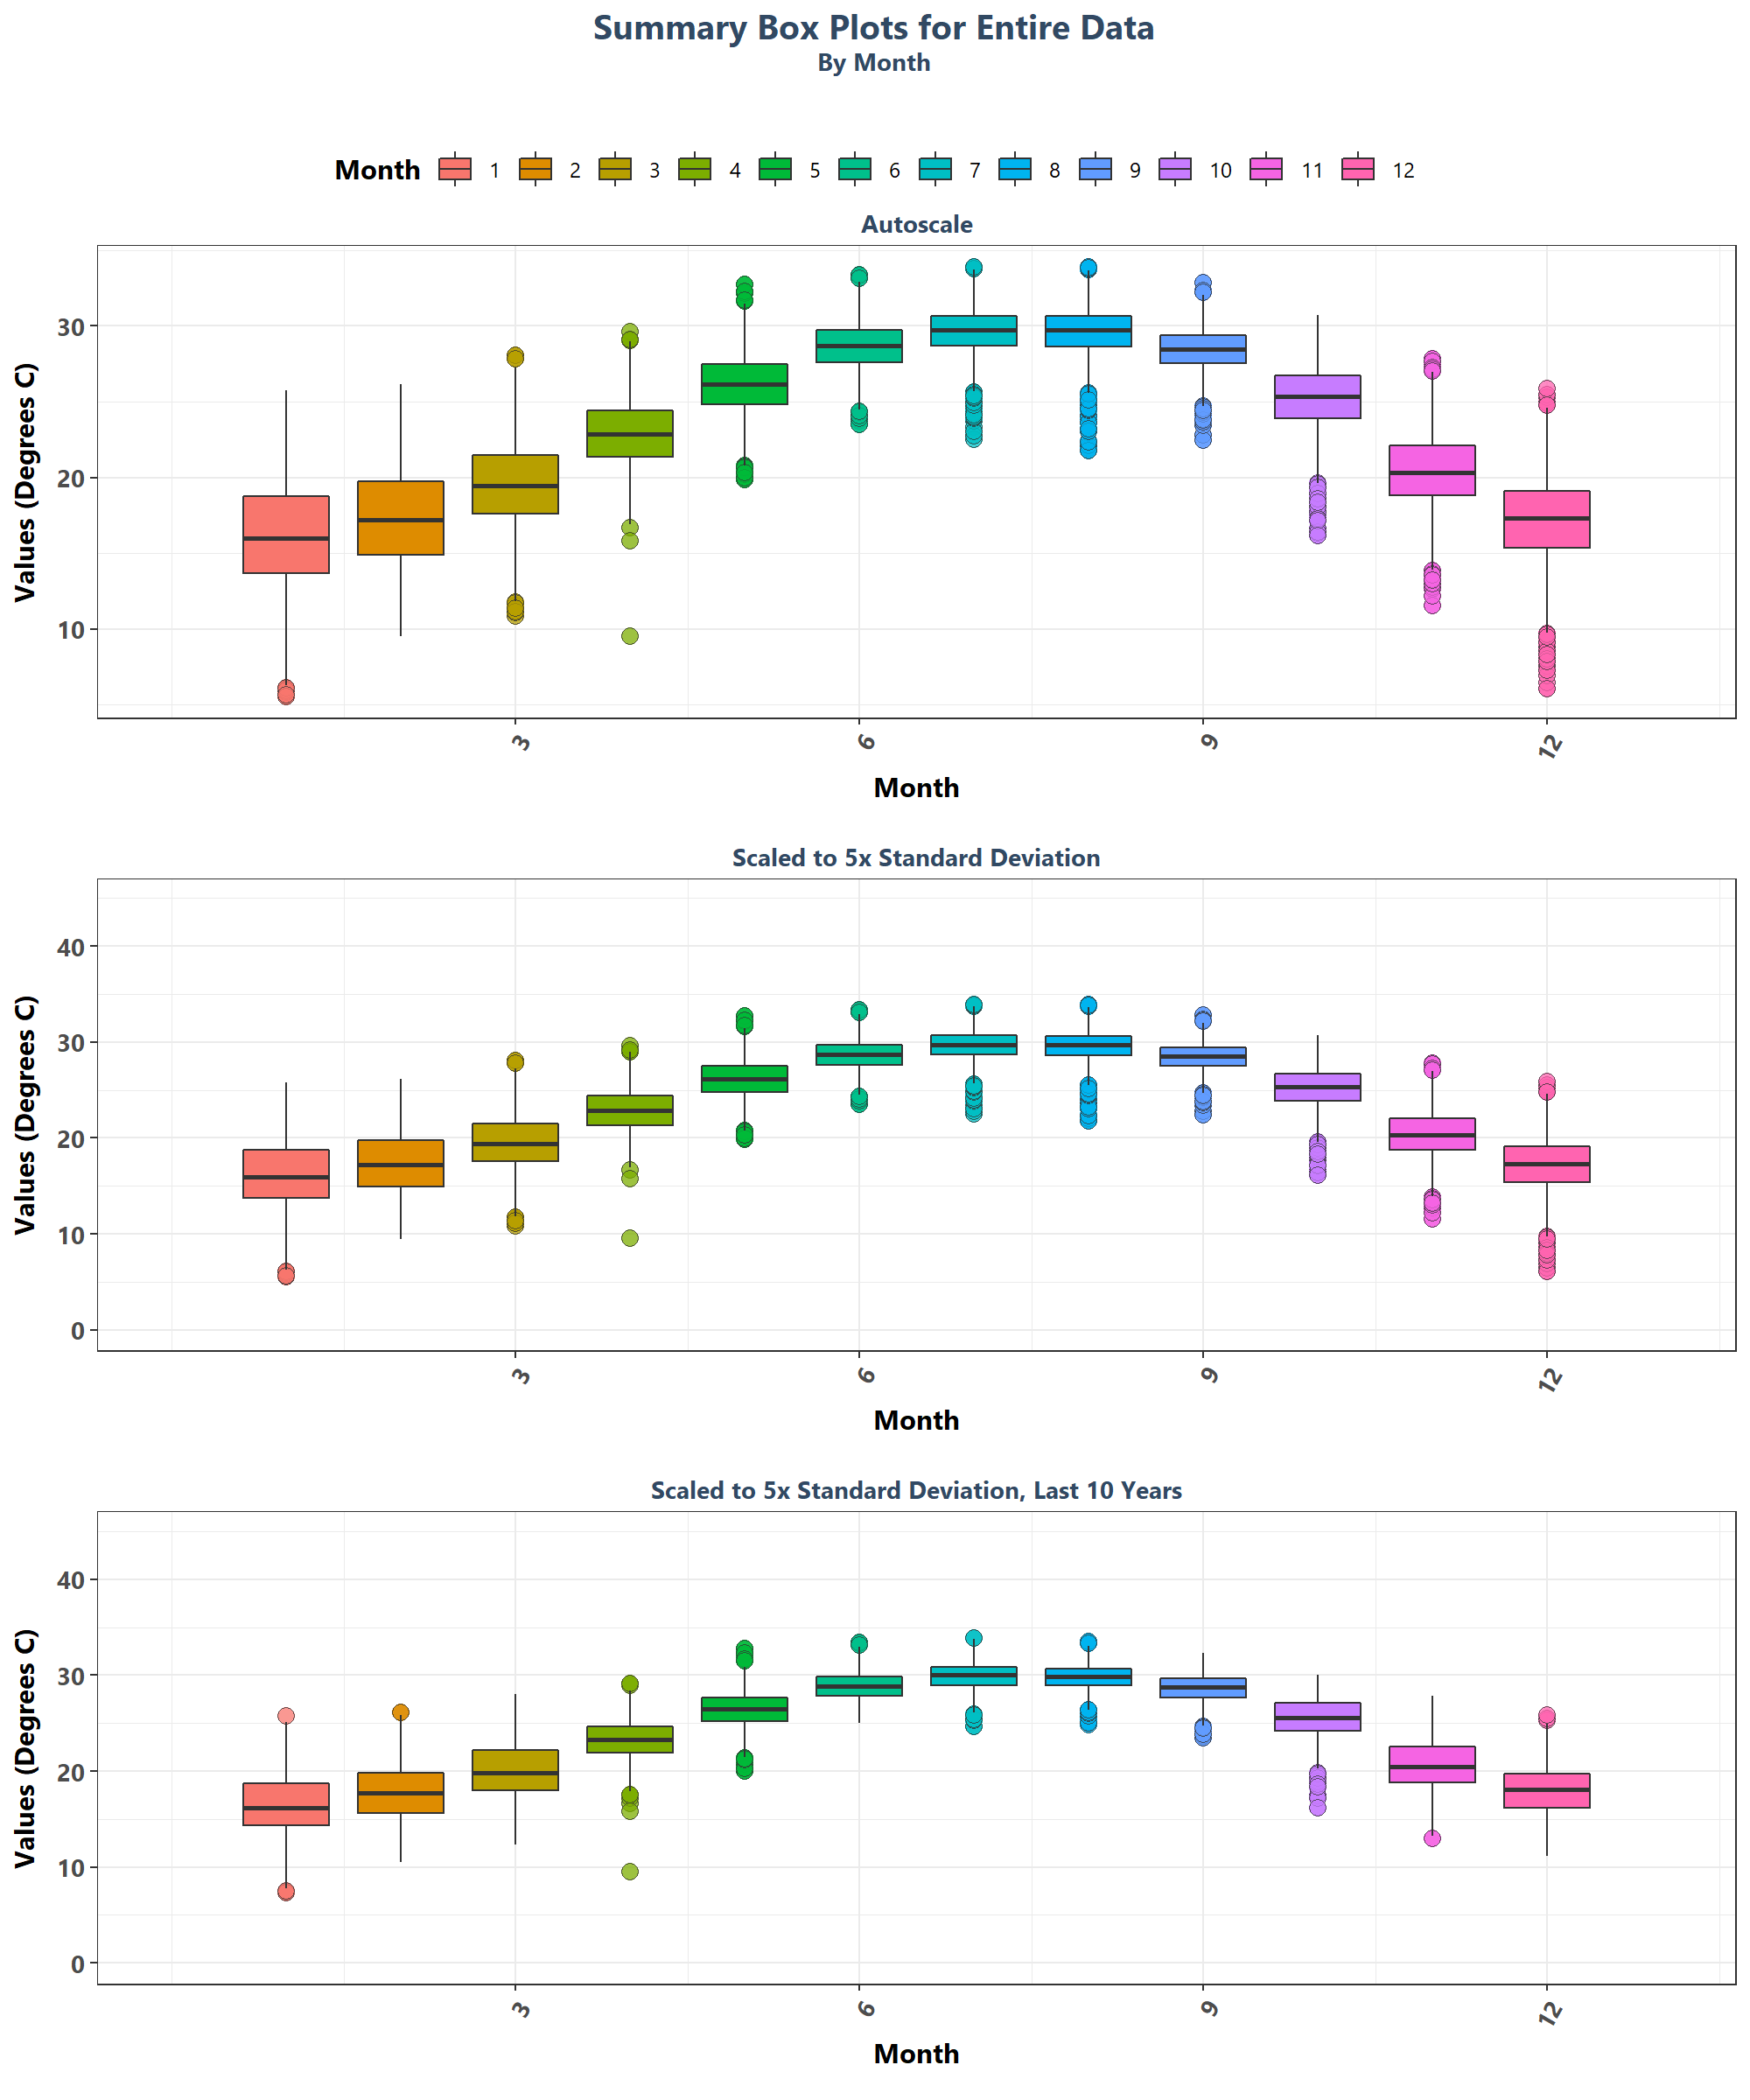 Summary Box Plots for Entire Data
By Month
Month 1 2 3 4 5 6 7 8 9 10 11 12
Autoscale
Values (Degrees C)
30
20
10
3 6 9 12
Month
Scaled to 5x Standard Deviation
Values (Degrees C)
40
30
20
10
0
3 6 9 12
Month
Scaled to 5x Standard Deviation, Last 10 Years
Values (Degrees C)
40
30
20
10
0
3 6 9 12
Month